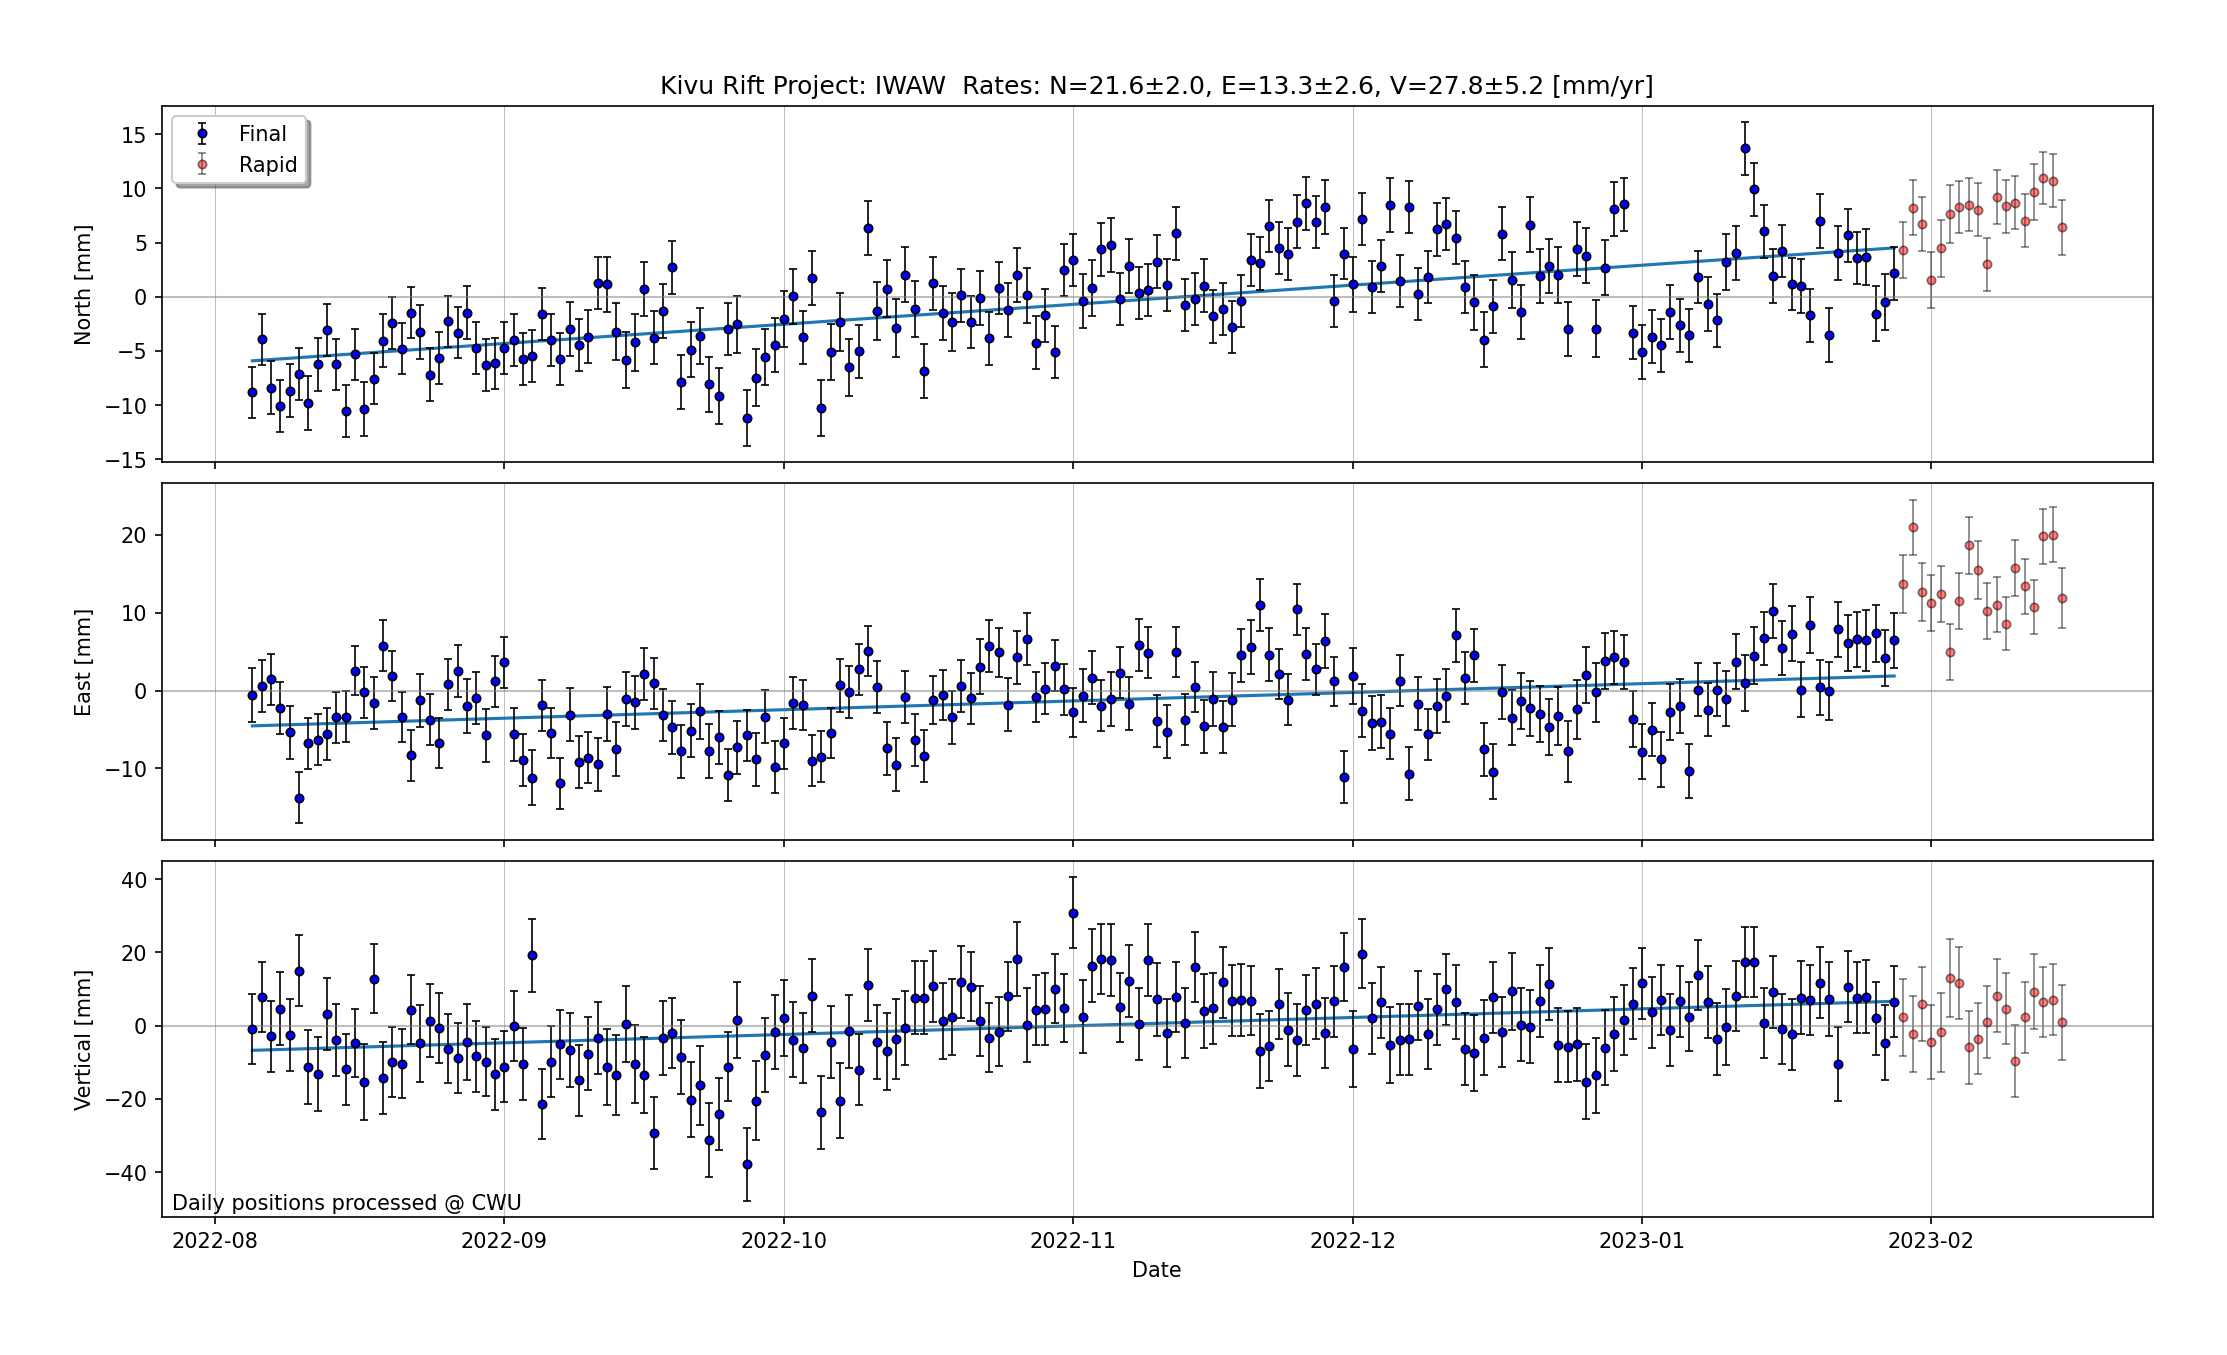 Kivu Rift Project: IWAW  Rates: N=21.6±2.0, E=13.3±2.6, V=27.8±5.2 [mm/yr]
Final
Rapid
North [mm]
15
10
5
0
−5
−10
−15
East [mm]
20
10
0
−10
Vertical [mm]
40
20
0
−20
−40
Daily positions processed @ CWU
2022-08
2022-09
2022-10
2022-11
2022-12
2023-01
2023-02
Date